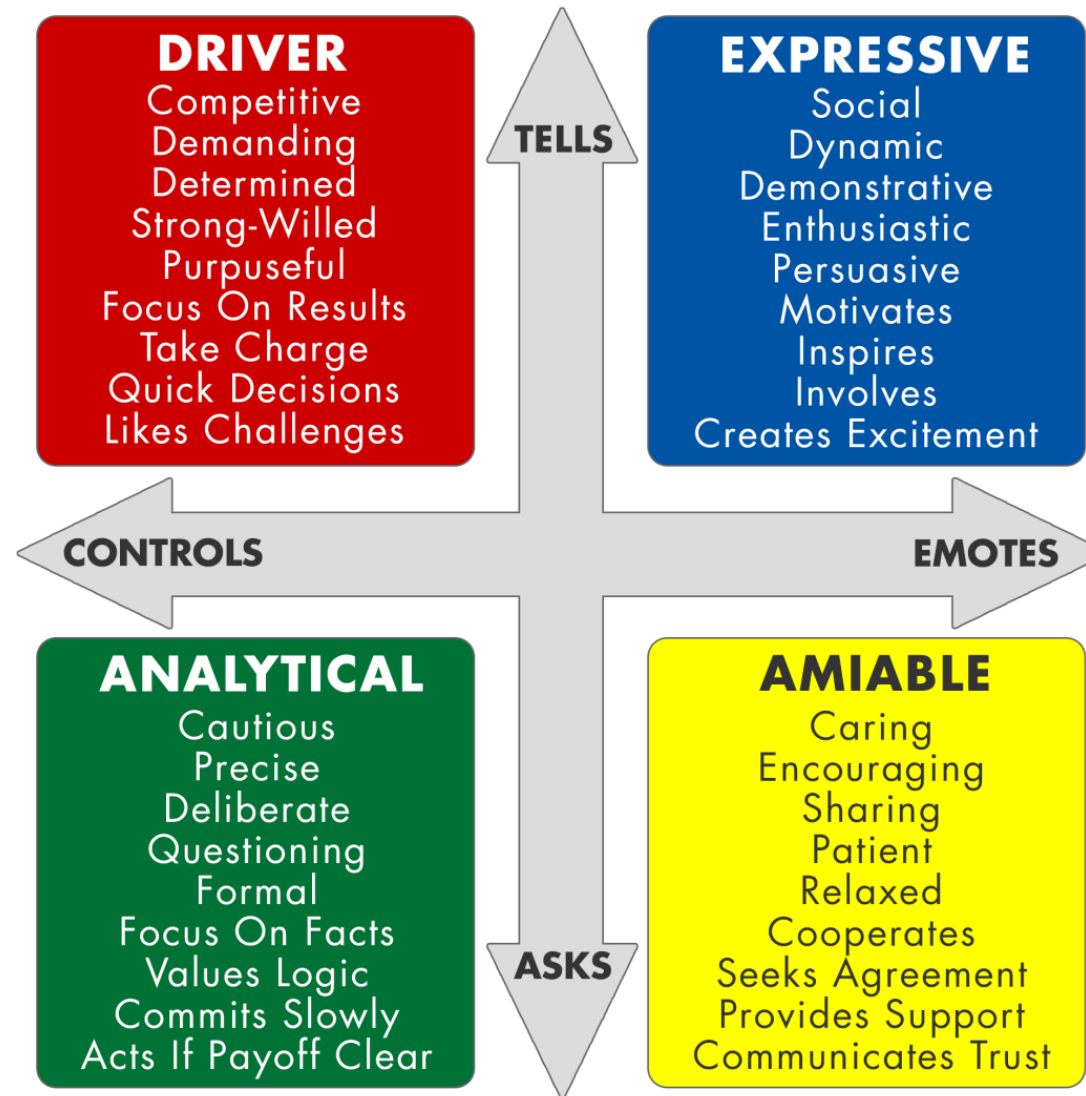 DRIVER
Competitive
Demanding
Determined
Strong-Willed
Purpuseful
Focus On Results
Take Charge
Quick Decisions
Likes Challenges
TELLS
EXPRESSIVE
Social
Dynamic
Demonstrative
Enthusiastic
Persuasive
Motivates
Inspires
Involves
Creates Excitement
CONTROLS
EMOTES
ANALYTICAL
Cautious
Precise
Deliberate
Questioning
Formal
Focus On Facts
Values Logic
Commits Slowly
Acts If Payoff Clear
ASKS
AMIABLE
Caring
Encouraging
Sharing
Patient
Relaxed
Cooperates
Seeks Agreement
Provides Support
Communicates Trust